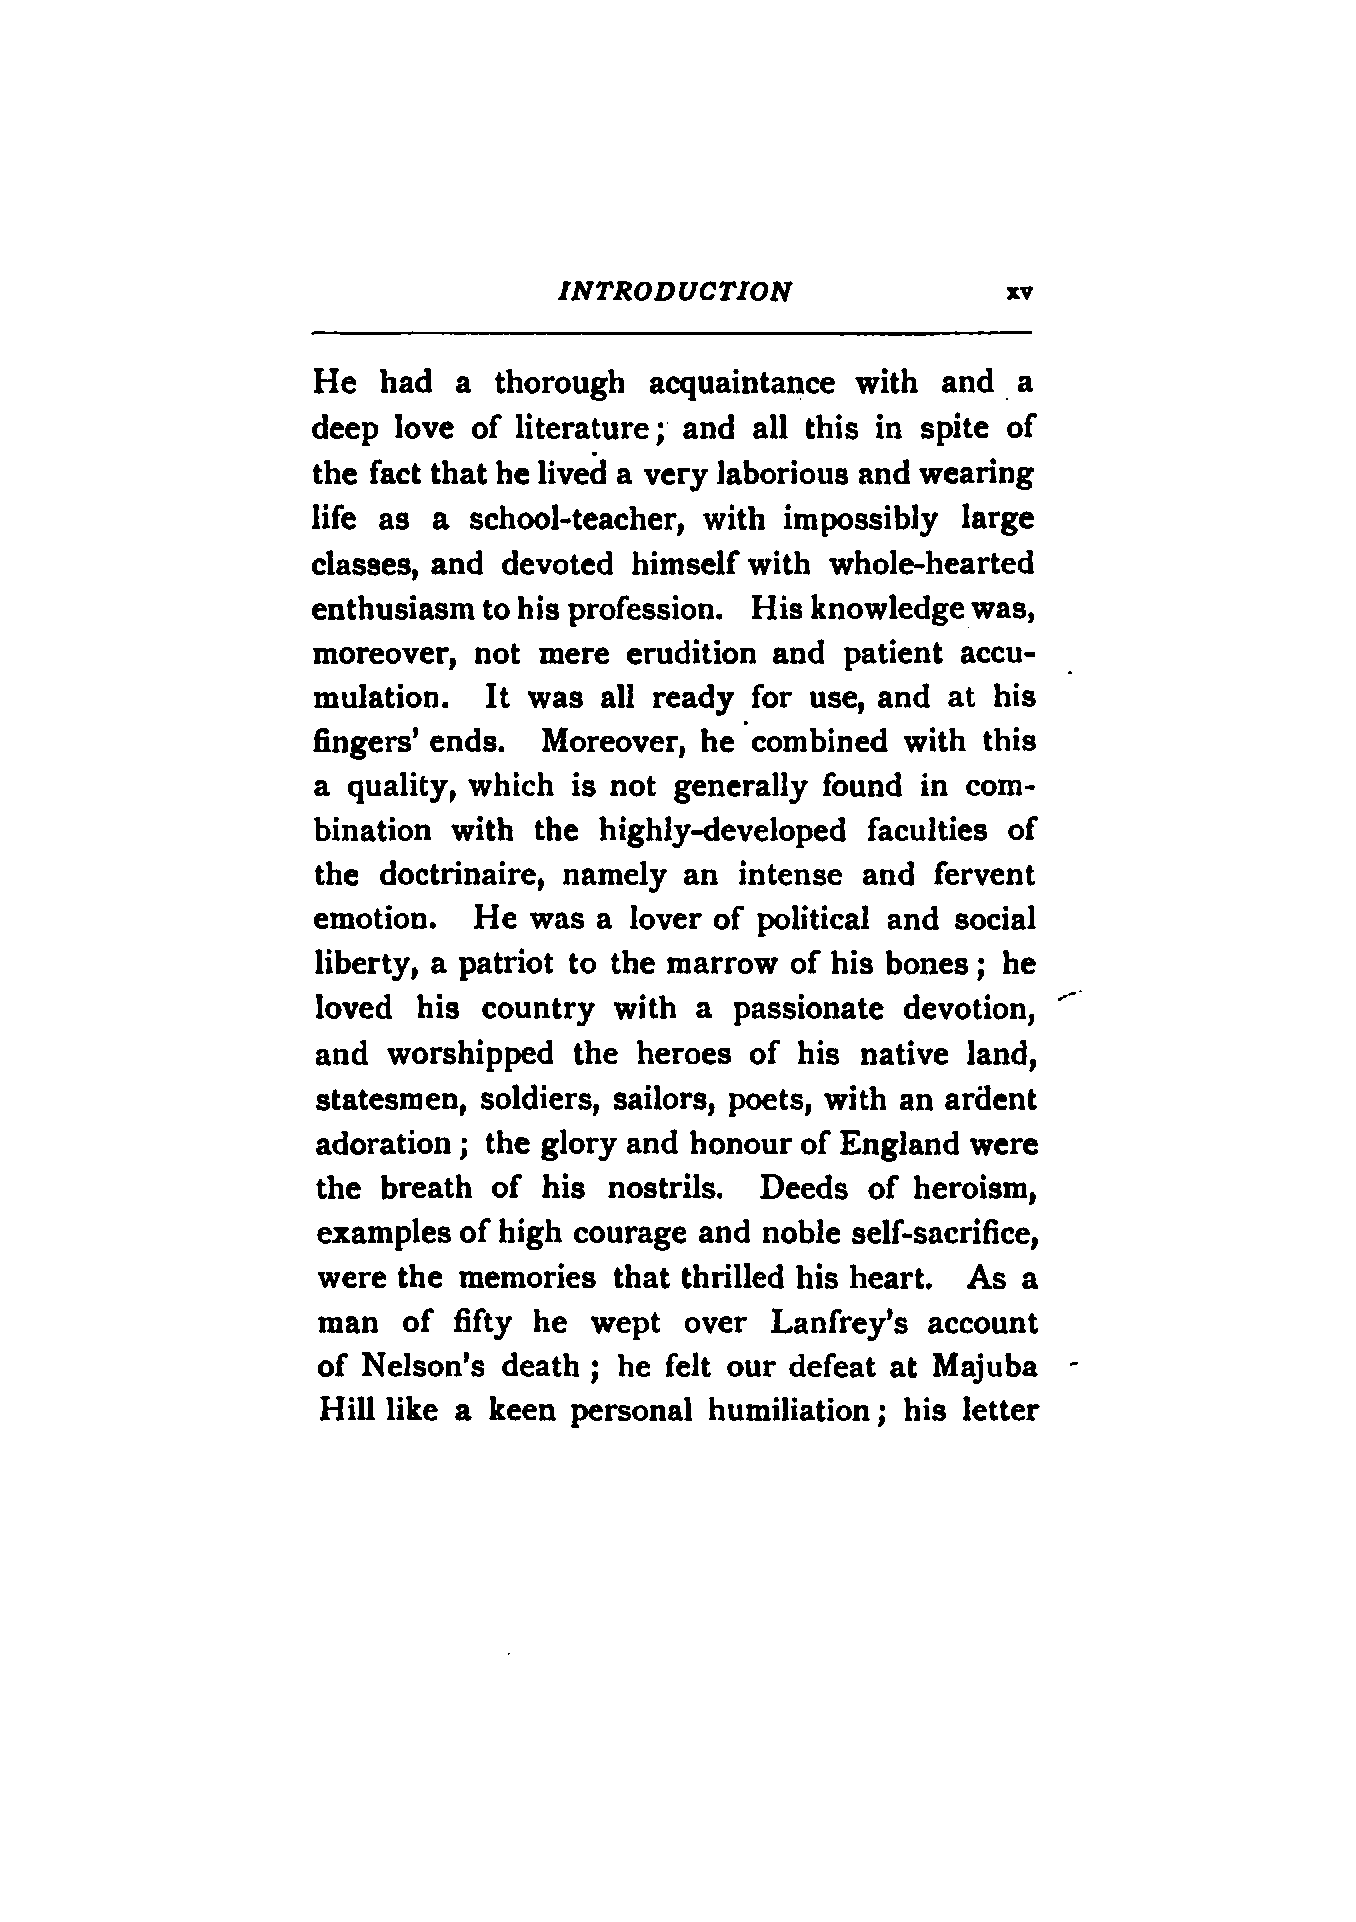 INTRODUCTION xv
He had a thorough acquaintance with and a
deep love of literature; and all this in spite of
the fact that he lived a very laborious and wearing
life as a school-teacher, with impossibly large
classes, and devoted himself with whole-hearted
enthusiasm to his profession. His knowledge was,
moreover, not mere erudition and patient accu-
mulation. It was all ready for use, and at his
fingers' ends. Moreover, he combined with this
a quality, which is not generally found in com-
bination with the highly-developed faculties of
the doctrinaire, namely an intense and fervent
emotion. He was a lover of political and social
liberty, a patriot to the marrow of his bones; he
loved his country with a passionate devotion,
and worshipped the heroes of his native land,
statesmen, soldiers, sailors, poets, with an ardent
adoration; the glory and honour of England were
the breath of his nostrils. Deeds of heroism,
examples of high courage and noble self-sacrifice,
were the memories that thrilled his heart. As a
man of fifty he wept over Lanfrey's account
of Nelson's death; he felt our defeat at Majuba
Hill like a keen personal humiliation; his letter